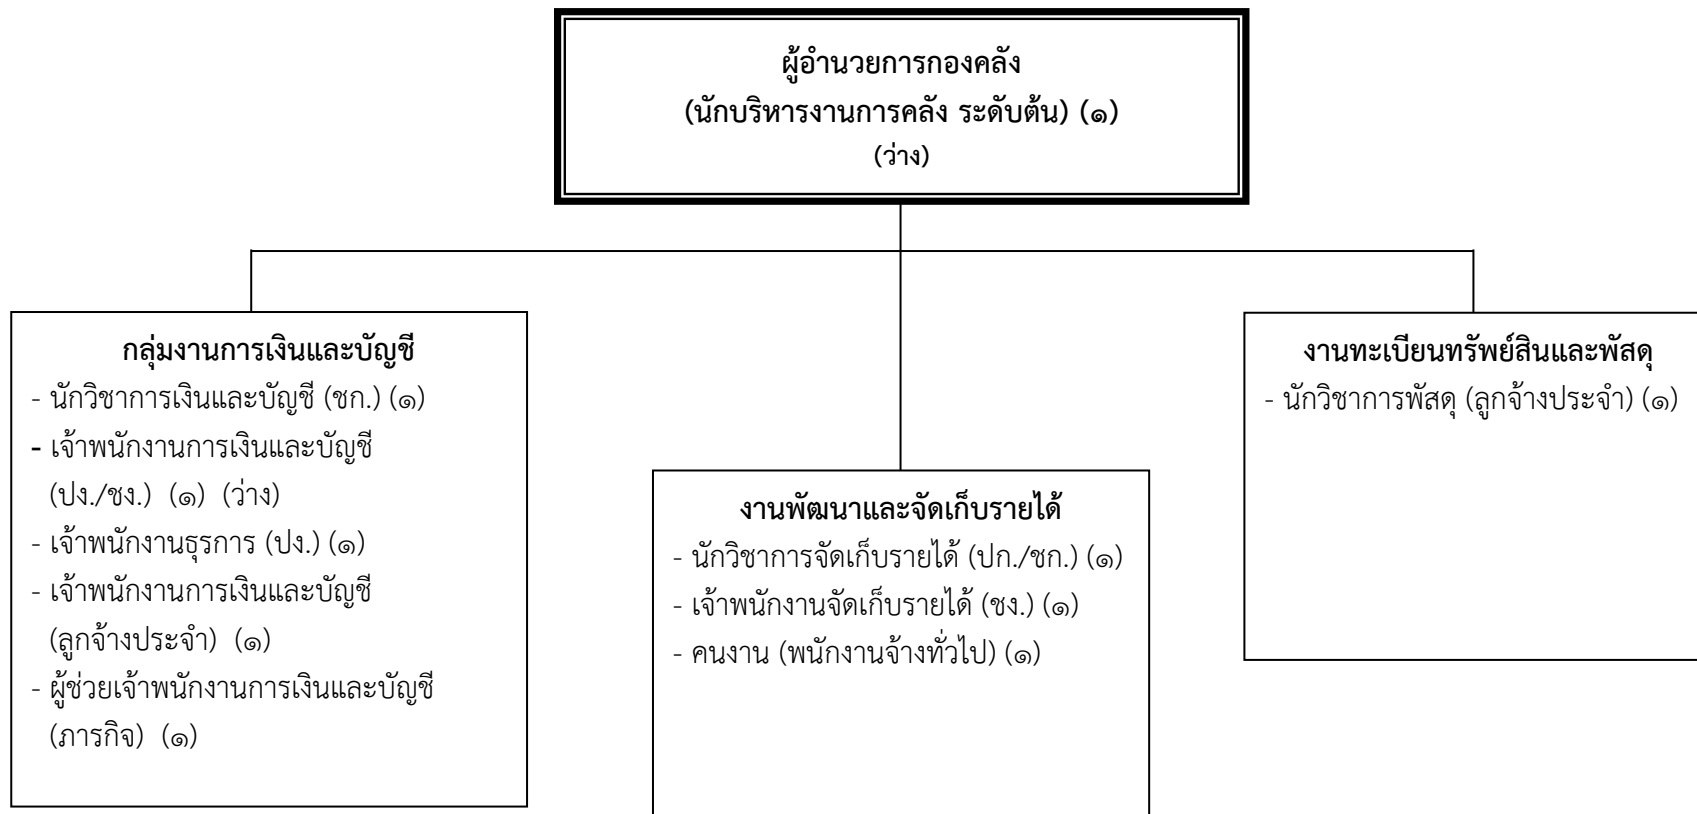 ผู้อำนวยการกองคลัง
(นักบริหารงานการคลัง ระดับต้น) (๑)
(ว่าง)
กลุ่มงานการเงินและบัญชี
- นักวิชาการเงินและบัญชี (ชก.) (๑)
- เจ้าพนักงานการเงินและบัญชี
(ปง./ชง.) (๑) (ว่าง)
- เจ้าพนักงานธุรการ (ปง.) (๑)
- เจ้าพนักงานการเงินและบัญชี
(ลูกจ้างประจำ) (๑)
- ผู้ช่วยเจ้าพนักงานการเงินและบัญชี
(ภารกิจ) (๑)
งานพัฒนาและจัดเก็บรายได้
- นักวิชาการจัดเก็บรายได้ (ปก./ชก.) (๑)
- เจ้าพนักงานจัดเก็บรายได้ (ชง.) (๑)
- คนงาน (พนักงานจ้างทั่วไป) (๑)
งานทะเบียนทรัพย์สินและพัสดุ
- นักวิชาการพัสดุ (ลูกจ้างประจำ) (๑)